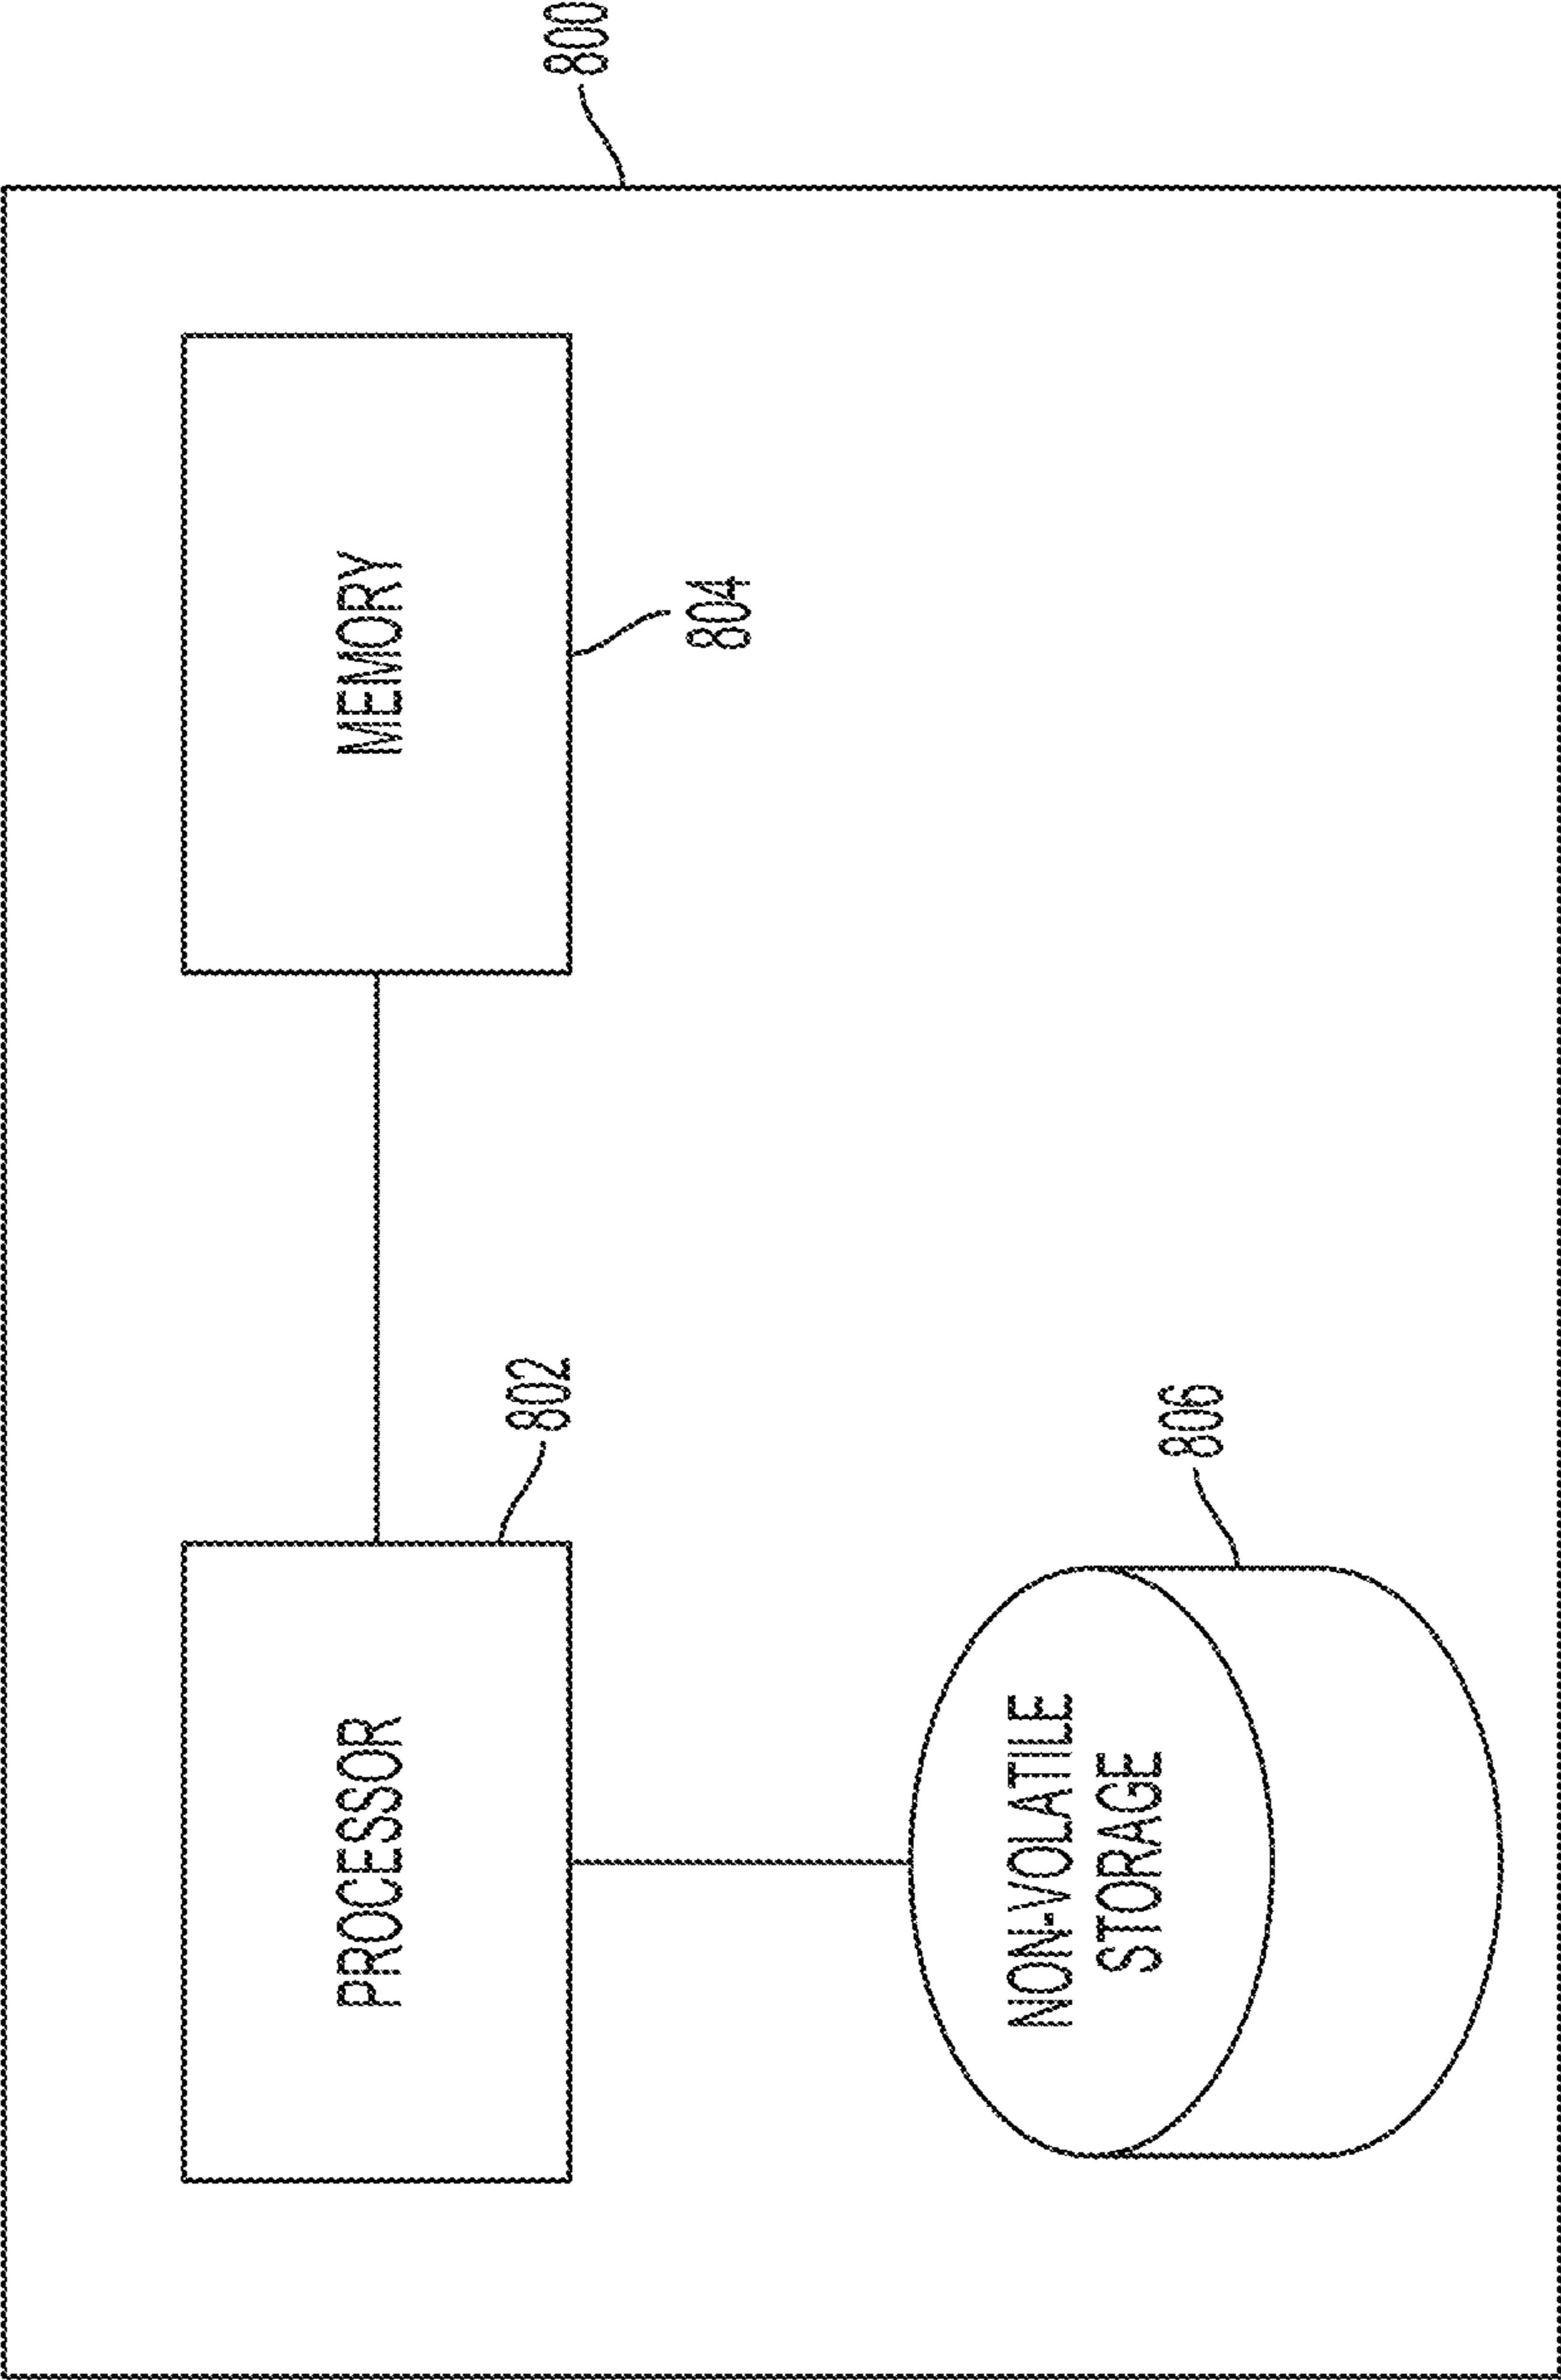 800
PROCESSOR
802
MEMORY
804
NON-VOLATILE
STORAGE
806